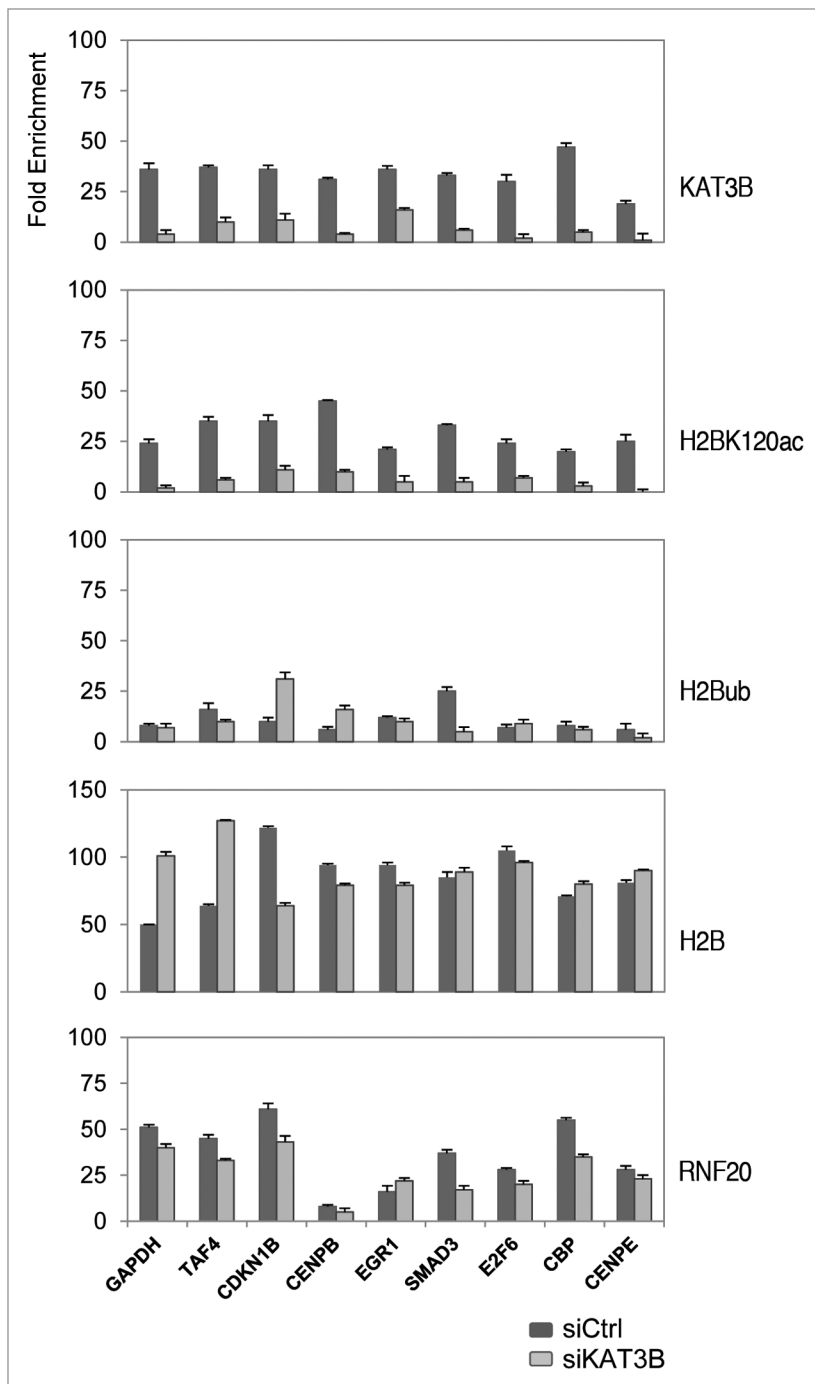 Fold Enrichment
100
75
50
25
0
KAT3B
100
75
50
25
0
H2BK120ac
100
75
50
25
0
H2Bub
150
100
50
0
H2B
100
75
50
25
0
RNF20
GAPDH
TAF4
CDKN1B
CENPB
EGR1
SMAD3
E2F6
CBP
CENPE
siCtrl
siKAT3B